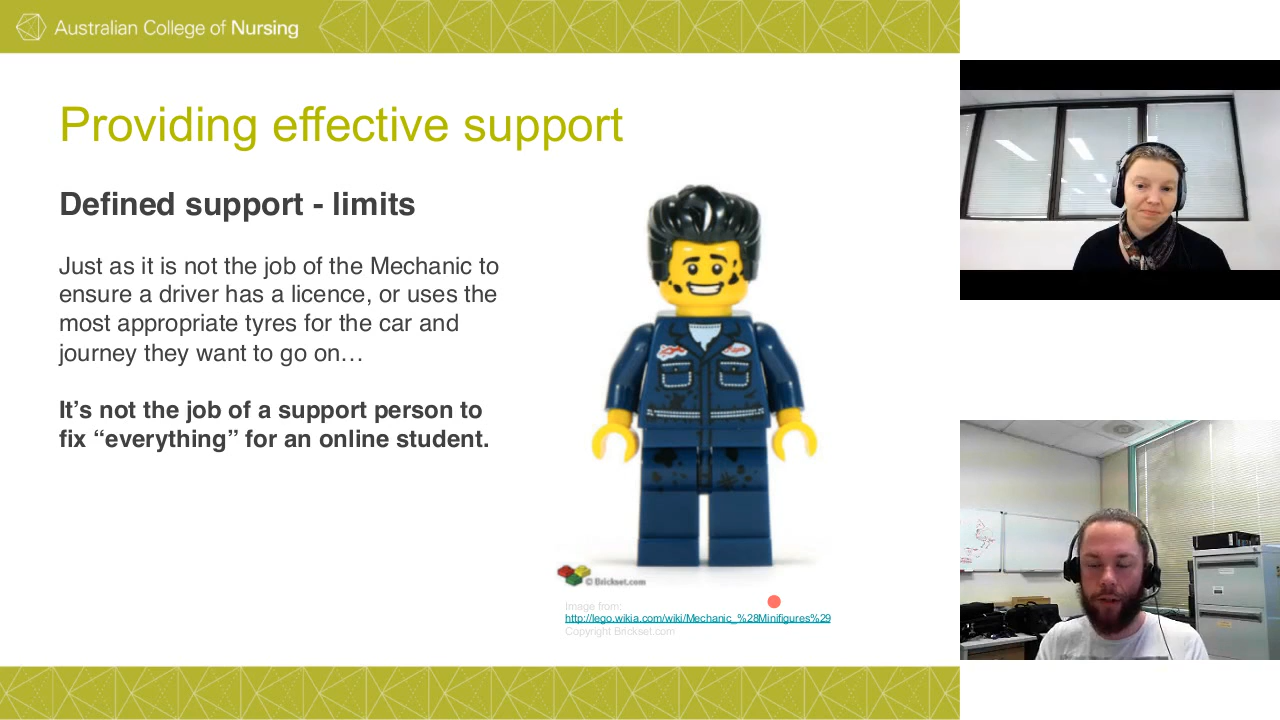 Australian College of Nursing
Providing effective support
Defined support - limits
Just as it is not the job of the Mechanic to
ensure a driver has a licence, or uses the
most appropriate tyres for the car and
journey they want to go on…
It’s not the job of a support person to
fix “everything” for an online student.
© Brickset.com
Image from:
http://lego.wikia.com/wiki/Mechanic_%28Minifigures%29
Copyright Brickset.com